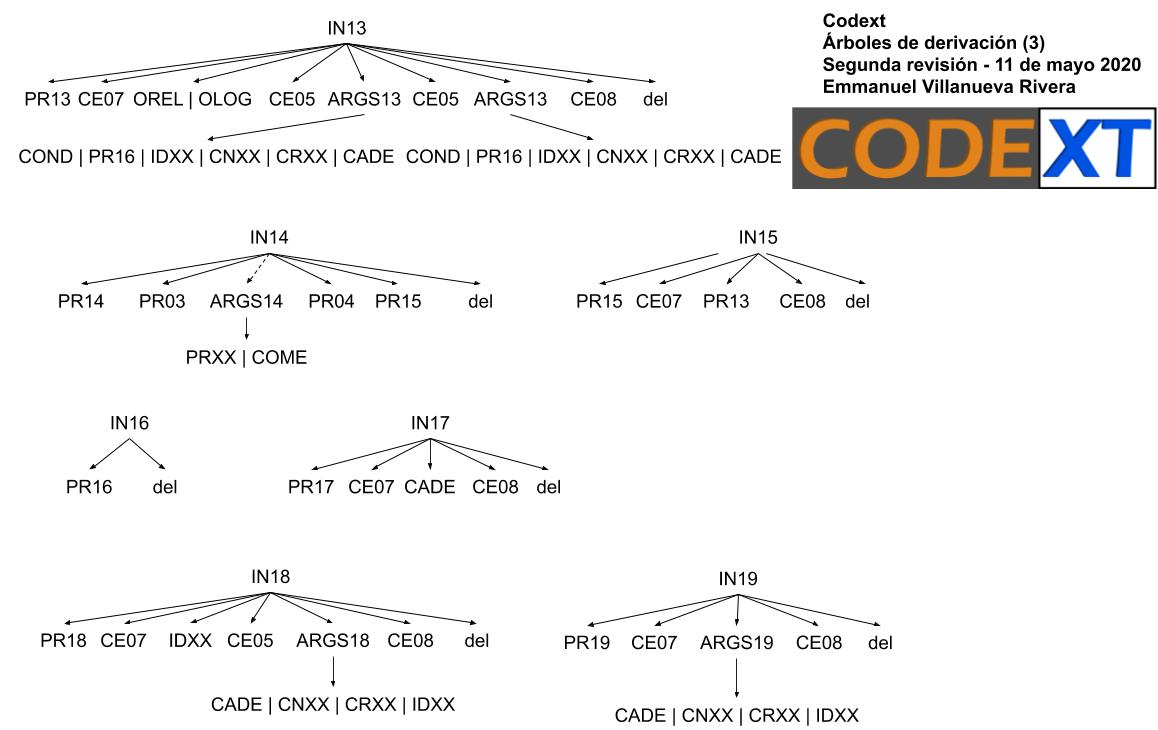 IN13
PR13 CE07 OREL | OLOG CE05 ARGS13 CE05 ARGS13 CE08 del
COND | PR16 | IDXX | CNXX | CRXX | CADE COND | PR16 | IDXX | CNXX | CRXX | CADE
Codext
Árboles de derivación (3)
Segunda revisión - 11 de mayo 2020
Emmanuel Villanueva Rivera
CODEXT
IN14
PR14 PR03 ARGS14 PR04 PR15 del
PRXX | COME
IN15
PR15 CE07 PR13 CE08 del
IN16
PR16 del
IN17
PR17 CE07 CADE CE08 del
IN18
PR18 CE07 IDXX CE05 ARGS18 CE08 del
CADE | CNXX | CRXX | IDXX
IN19
PR19 CE07 ARGS19 CE08 del
CADE | CNXX | CRXX | IDXX